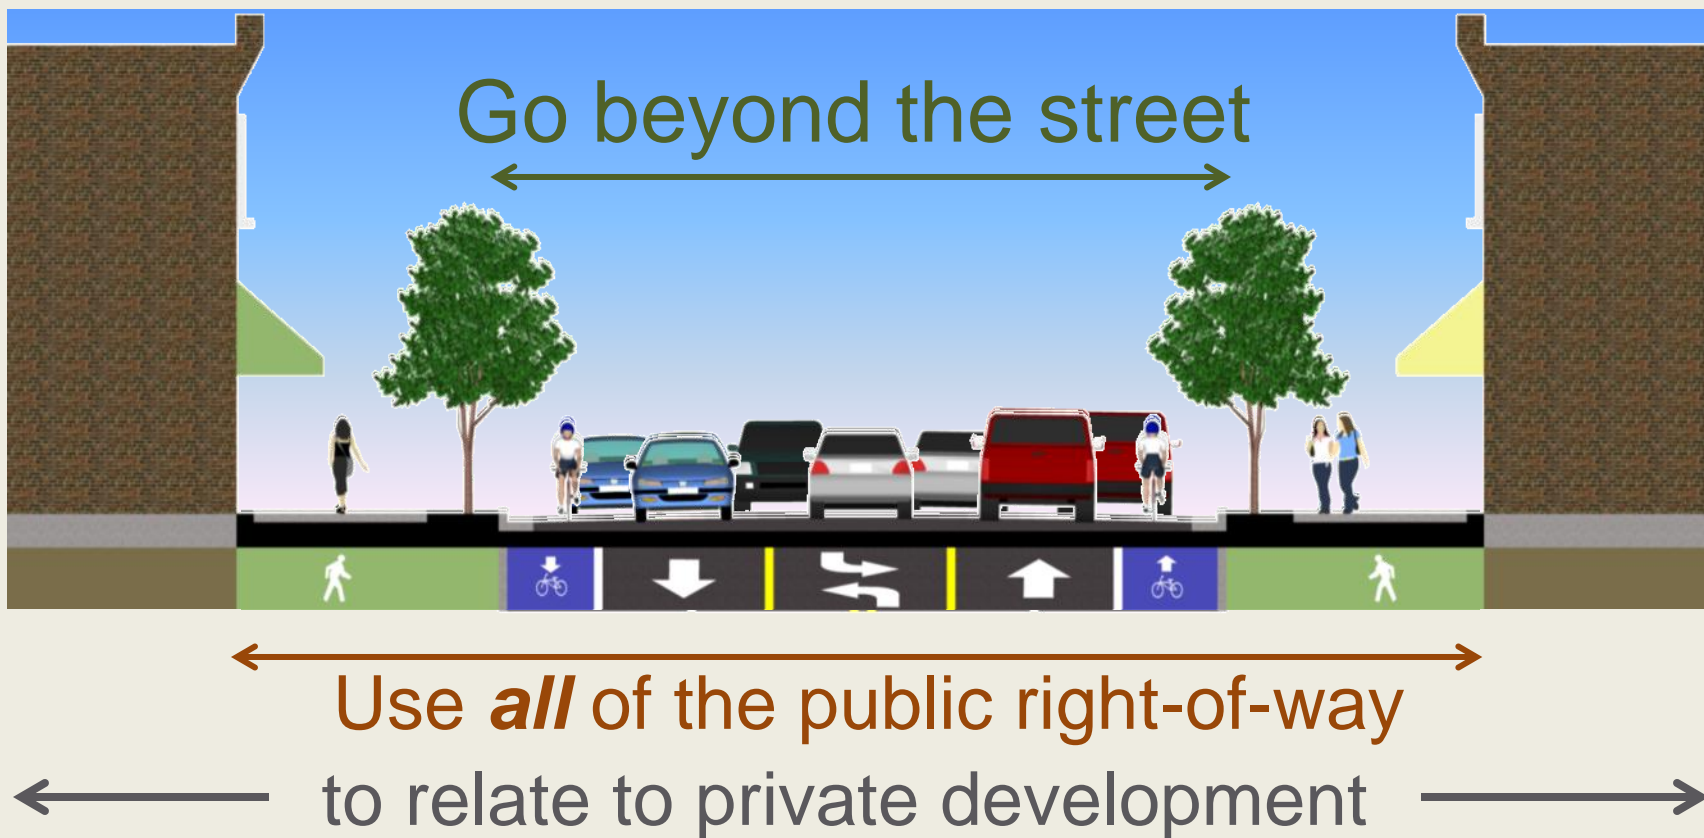 Go beyond the street
Use all of the public right-of-way
to relate to private development